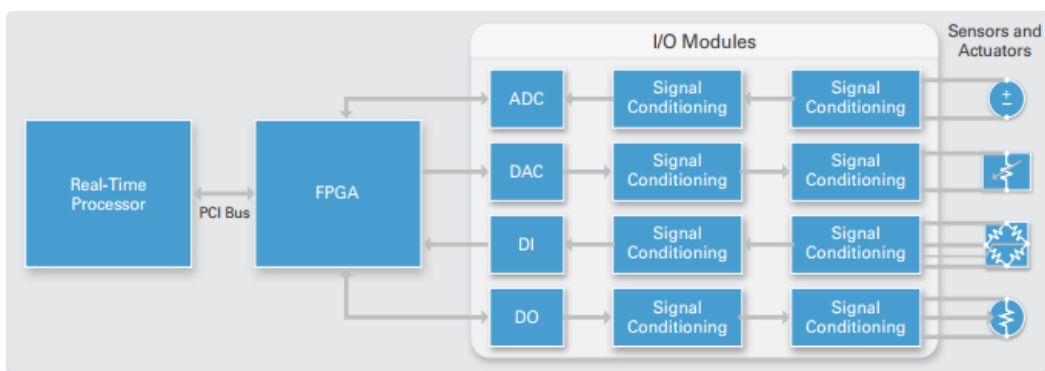 I/O Modules
Sensors and
Actuators
ADC
Signal
Conditioning
Signal
Conditioning
±
Real-Time
Processor
PCI Bus
FPGA
DAC
Signal
Conditioning
Signal
Conditioning
DI
Signal
Conditioning
Signal
Conditioning
DO
Signal
Conditioning
Signal
Conditioning